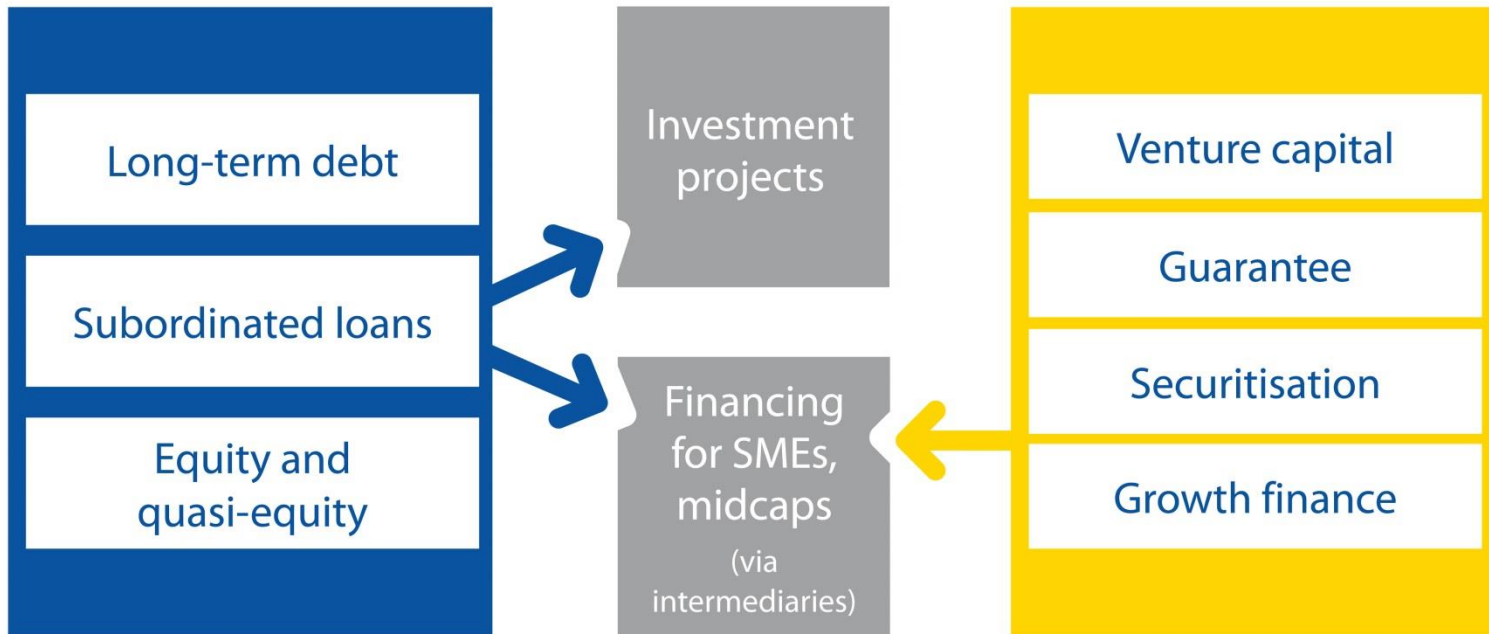 Long-term debt
Subordinated loans
Equity and
quasi-equity
Investment
projects
Financing
for SMEs,
midcaps
(via
intermediaries)
Venture capital
Guarantee
Securitisation
Growth finance